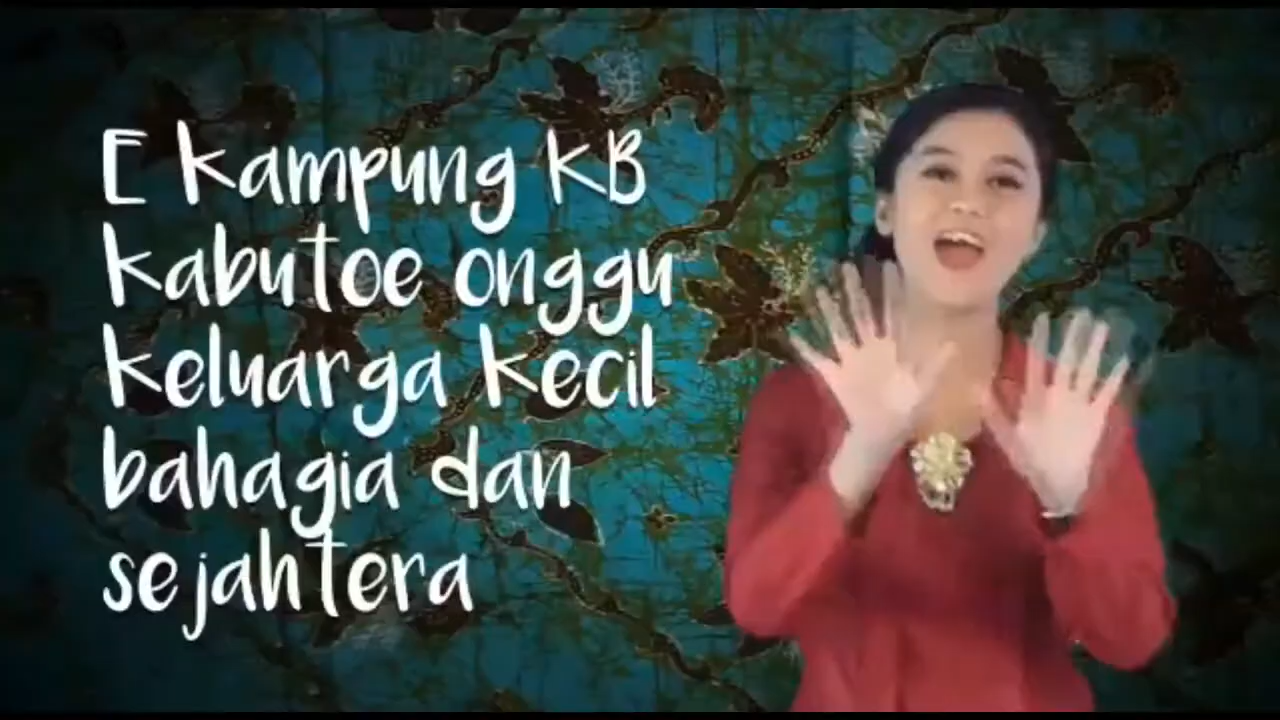 E Kampung KB
kabutoe onggu
keluarga kecil
bahagia dan
sejahtera